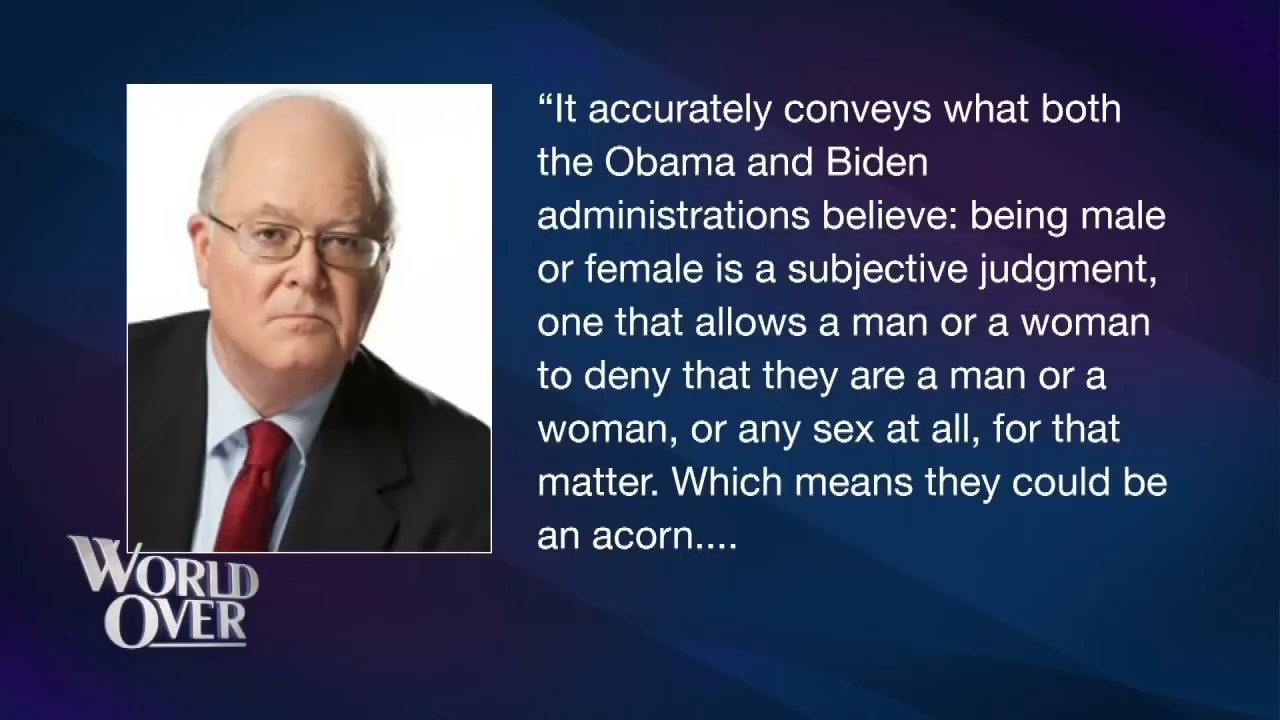 “It accurately conveys what both
the Obama and Biden
administrations believe: being male
or female is a subjective judgment,
one that allows a man or a woman
to deny that they are a man or a
woman, or any sex at all, for that
matter. Which means they could be
an acorn....
WORLD
OVER